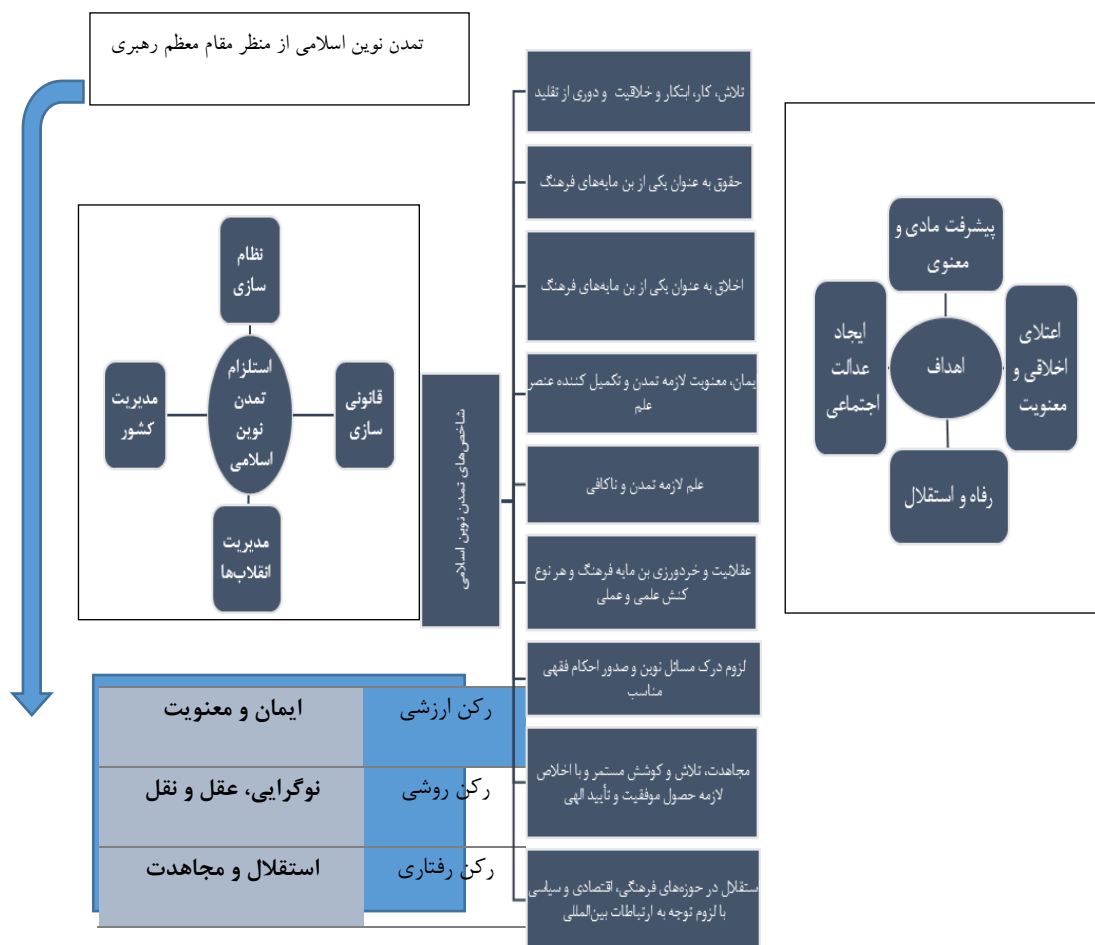 تمدن نوین اسلامی از منظر مقام معظم رهبری
پیشرفت مادی و
معنوی
اعتلای
اخلاقی و
معنویت
اهداف
ایجاد
عدالت
اجتماعی
رفاه و استقلال
تلاش، کار، ابتکار و خلاقیت و دوری از تقلید
حقوق به عنوان یکی از بن مایه‌های فرهنگ
اخلاق به عنوان یکی از بن مایه‌های فرهنگ
یمان، معنویت لازمه تمدن و تکمیل کننده عنصر
علم
علم لازمه تمدن و ناکافی
عقلانیت و خردورزی بن مایه فرهنگ و هر نوع
کنش علمی و عملی
لزوم درک مسائل نوین و صدور احکام فقهی
مناسب
مجاهدت، تلاش و کوشش مستمر و با اخلاص
لازمه حصول موفقیت و تأیید الهی
ستقلال در حوزه‌های فرهنگی، اقتصادی و سیاسی
با لزوم توجه به ارتباطات بین‌المللی
شاخص‌های تمدن نوین اسلامی
نظام
سازی
قانونی
سازی
استلزام
تمدن
نوین
اسلامی
مدیریت
کشور
مدیریت
انقلاب‌ها
رکن ارزشی ایمان و معنویت
رکن روشی نوگرایی، عقل و نقل
رکن رفتاری استقلال و مجاهدت